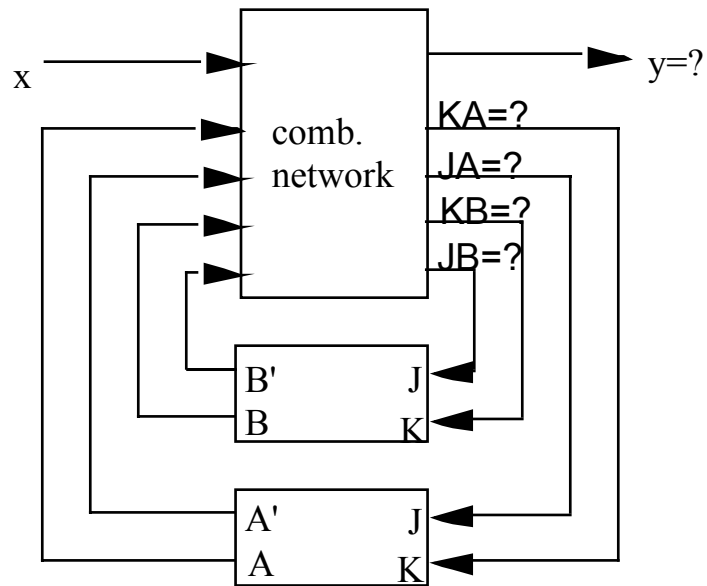 x
y=?
comb.
network
KA=?
JA=?
KB=?
JB=?
B' J
B K
A' J
A K